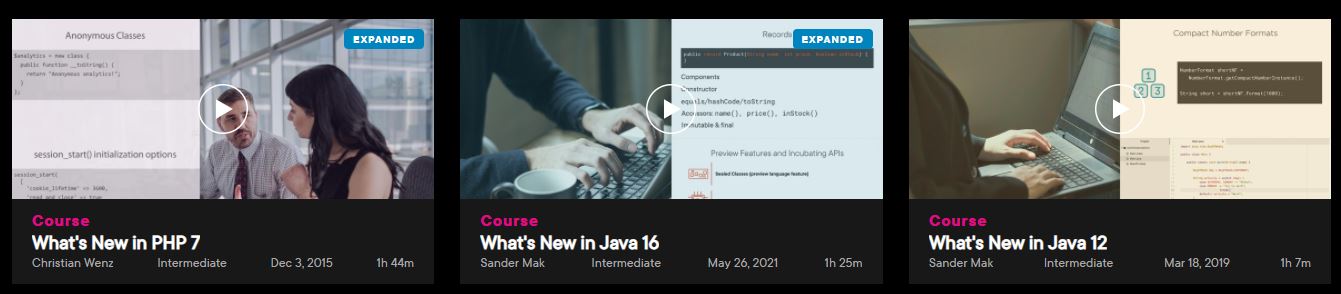 Anonymous Classes
EXPANDED
$analytics = new class {
public function __toString() {
return "Anonymous analytics!";
}
};
session_start() initialization options
session_start(
[
'cookie_lifetime' => 3600,
'read_and_close' => true
Course
What's New in PHP 7
Christian Wenz Intermediate Dec 3, 2015 1h 44m
Records
EXPANDED
public record Product(String name, int price, boolean inStock) { }
Components
Constructor
equals/hashCode/toString
Accessors: name(), price(), inStock()
Immutable & final
Preview Features and Incubating APIs
Sealed Classes (preview language feature)
Course
What's New in Java 16
Sander Mak Intermediate May 26, 2021 1h 25m
Compact Number Formats
1
2 3
NumberFormat shortNF =
NumberFormat.getCompactNumberInstance();
String short = shortNF.format(1000);
Course
What's New in Java 12
Sander Mak Intermediate Mar 18, 2019 1h 7m